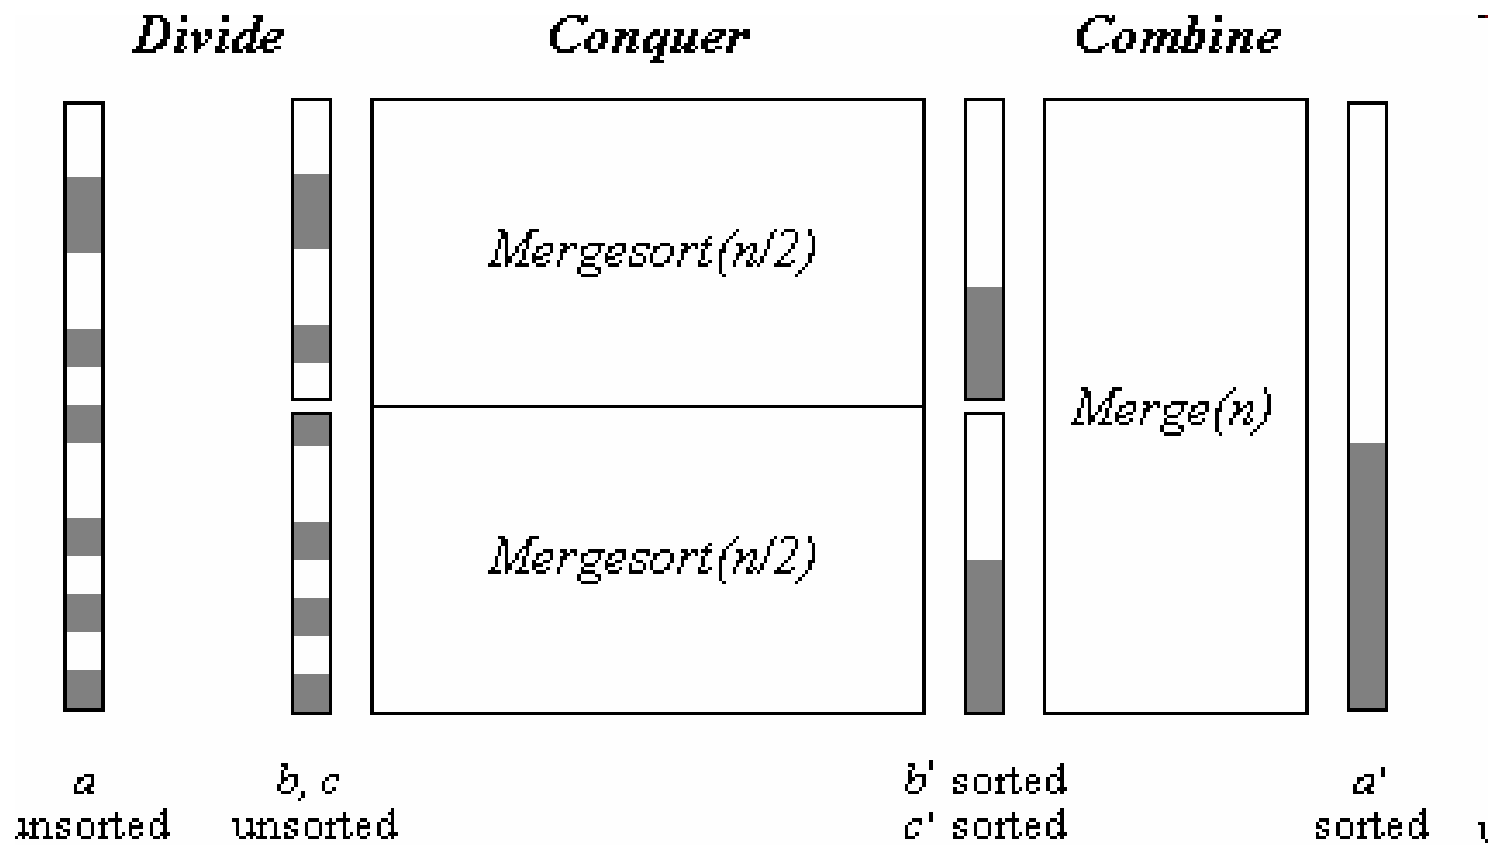 Divide Conquer Combine
Mergesort(n/2)
Merge(n)
Mergesort(n/2)
a b, c b' sorted a'
unsorted unsorted c' sorted sorted